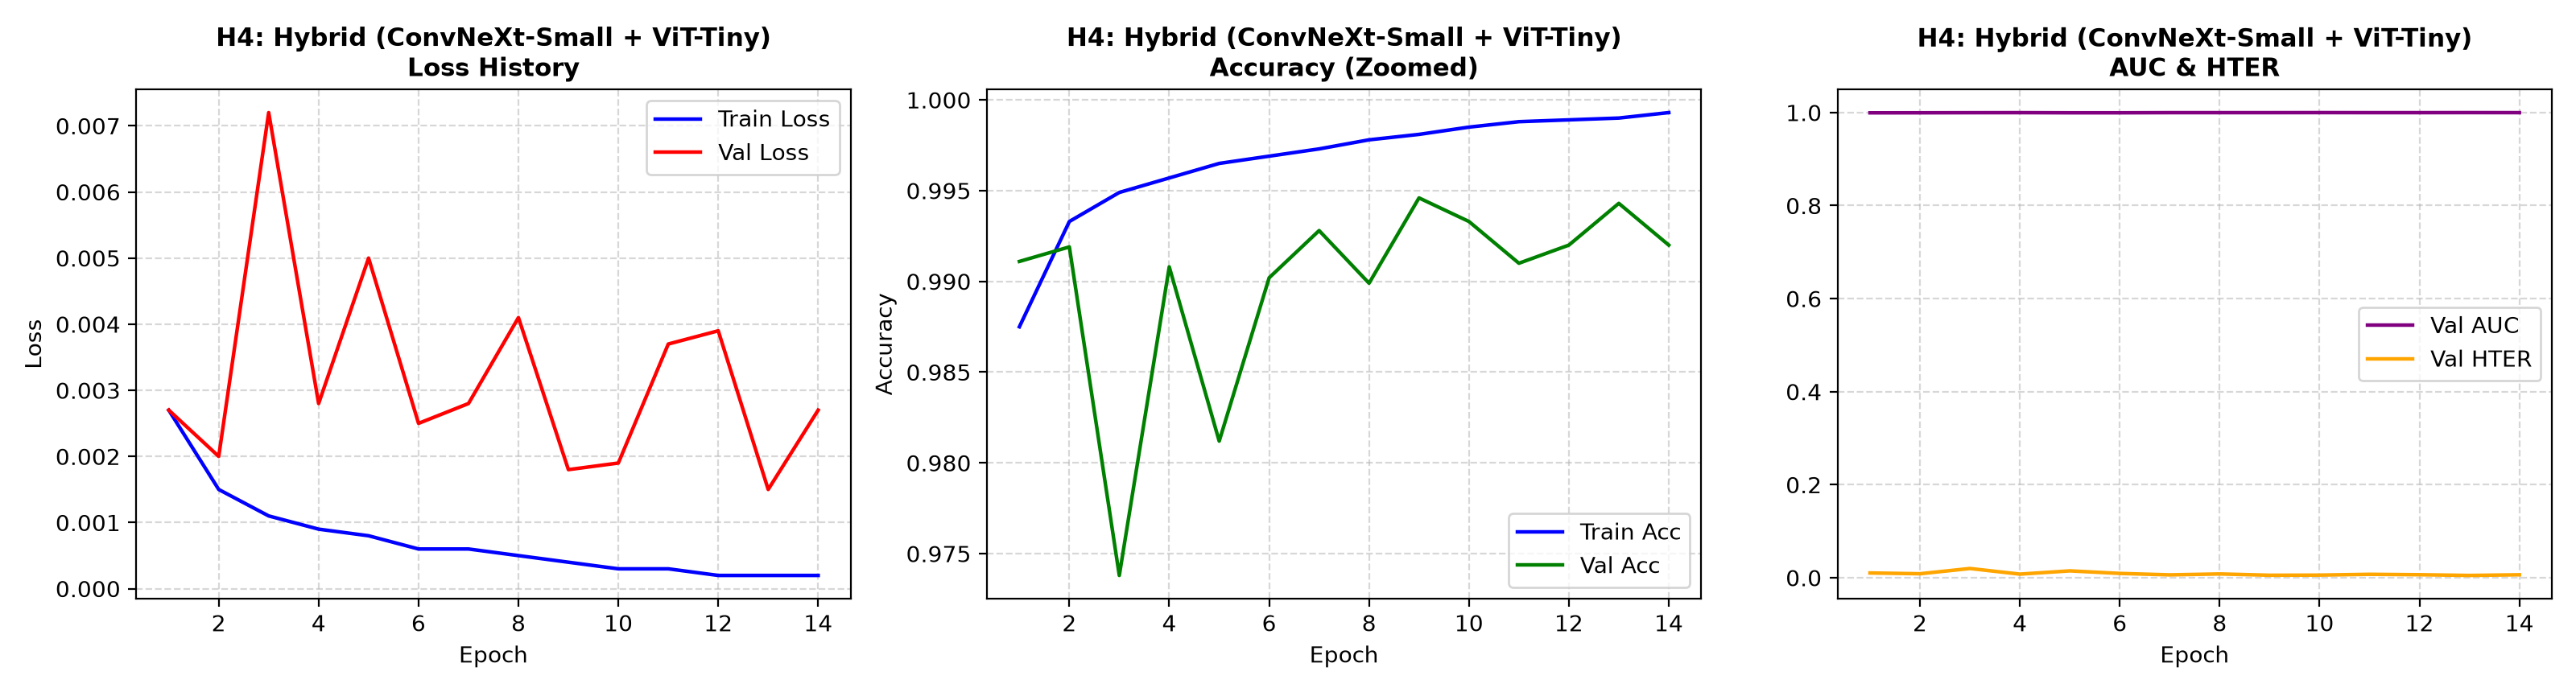 H4: Hybrid (ConvNeXt-Small + ViT-Tiny)
Loss History
0.007
0.006
0.005
0.004
0.003
0.002
0.001
0.000
Loss
2 4 6 8 10 12 14
Epoch
Train Loss
Val Loss
H4: Hybrid (ConvNeXt-Small + ViT-Tiny)
Accuracy (Zoomed)
1.000
0.995
0.990
0.985
0.980
0.975
Accuracy
2 4 6 8 10 12 14
Epoch
Train Acc
Val Acc
H4: Hybrid (ConvNeXt-Small + ViT-Tiny)
AUC & HTER
1.0
0.8
0.6
0.4
0.2
0.0
2 4 6 8 10 12 14
Epoch
Val AUC
Val HTER